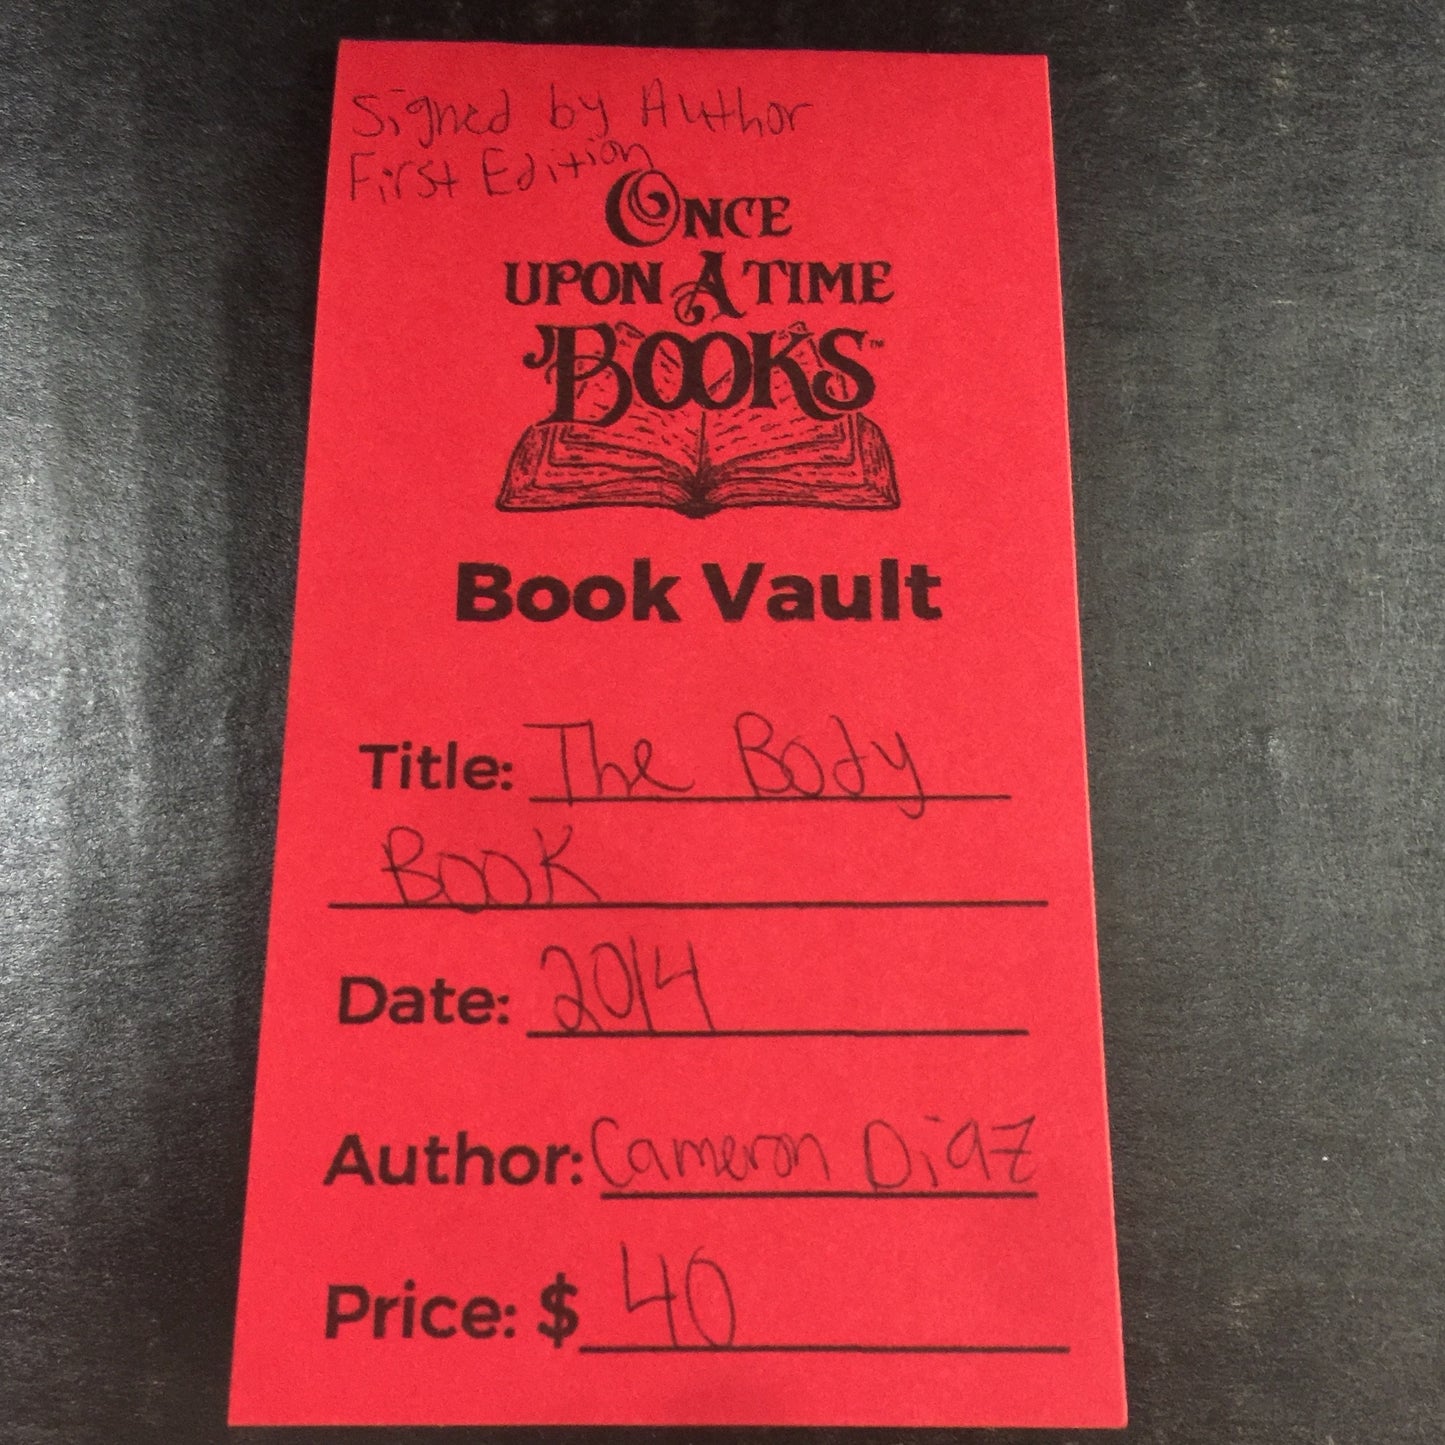 Signed by Author
First Edition
ONCE
UPON A TIME
BOOKS™
Book Vault
Title: The Body
BOOK
Date: 2014
Author: Cameron Diaz
Price: $ 40